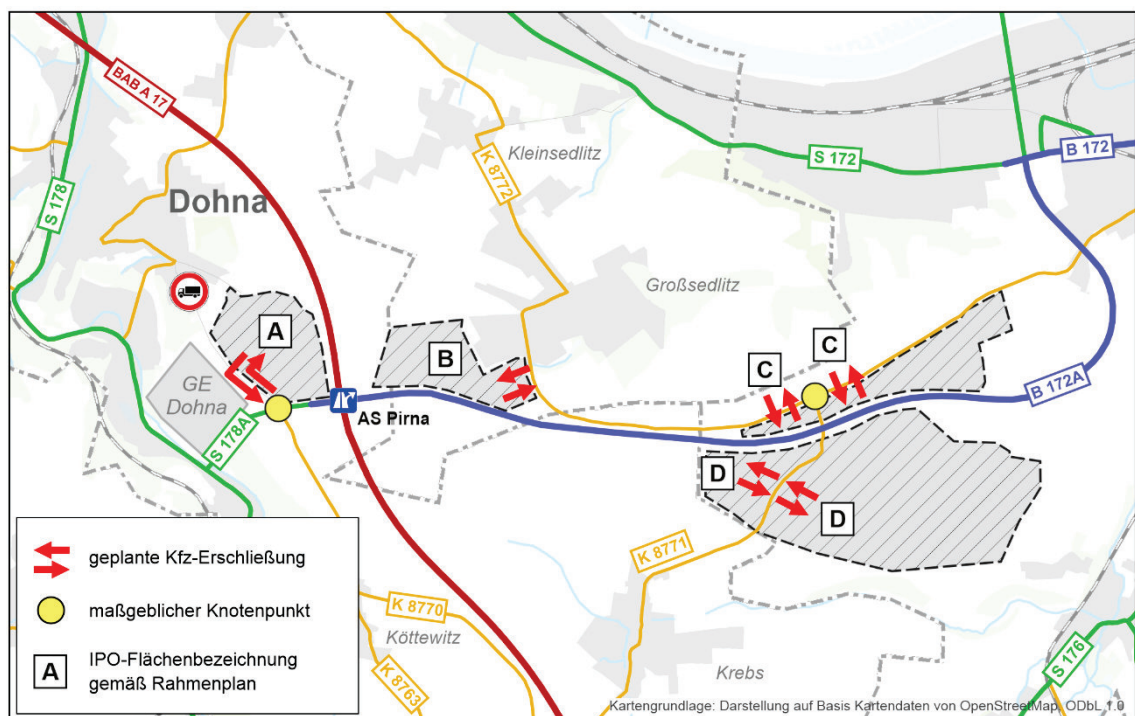 BAB A 17
S 178
Dohna
Kleinsedlitz
K 8772
S 172
B 172
Großsedlitz
A
B
C
C
GE
Dohna
AS Pirna
S 178A
B 172A
D
D
K 8771
K 8770
Köttewitz
K 8763
Krebs
S 176
geplante Kfz-Erschließung
maßgeblicher Knotenpunkt
A
IPO-Flächenbezeichnung
gemäß Rahmenplan
Kartengrundlage: Darstellung auf Basis Kartendaten von OpenStreetMap, ODbL 1.0